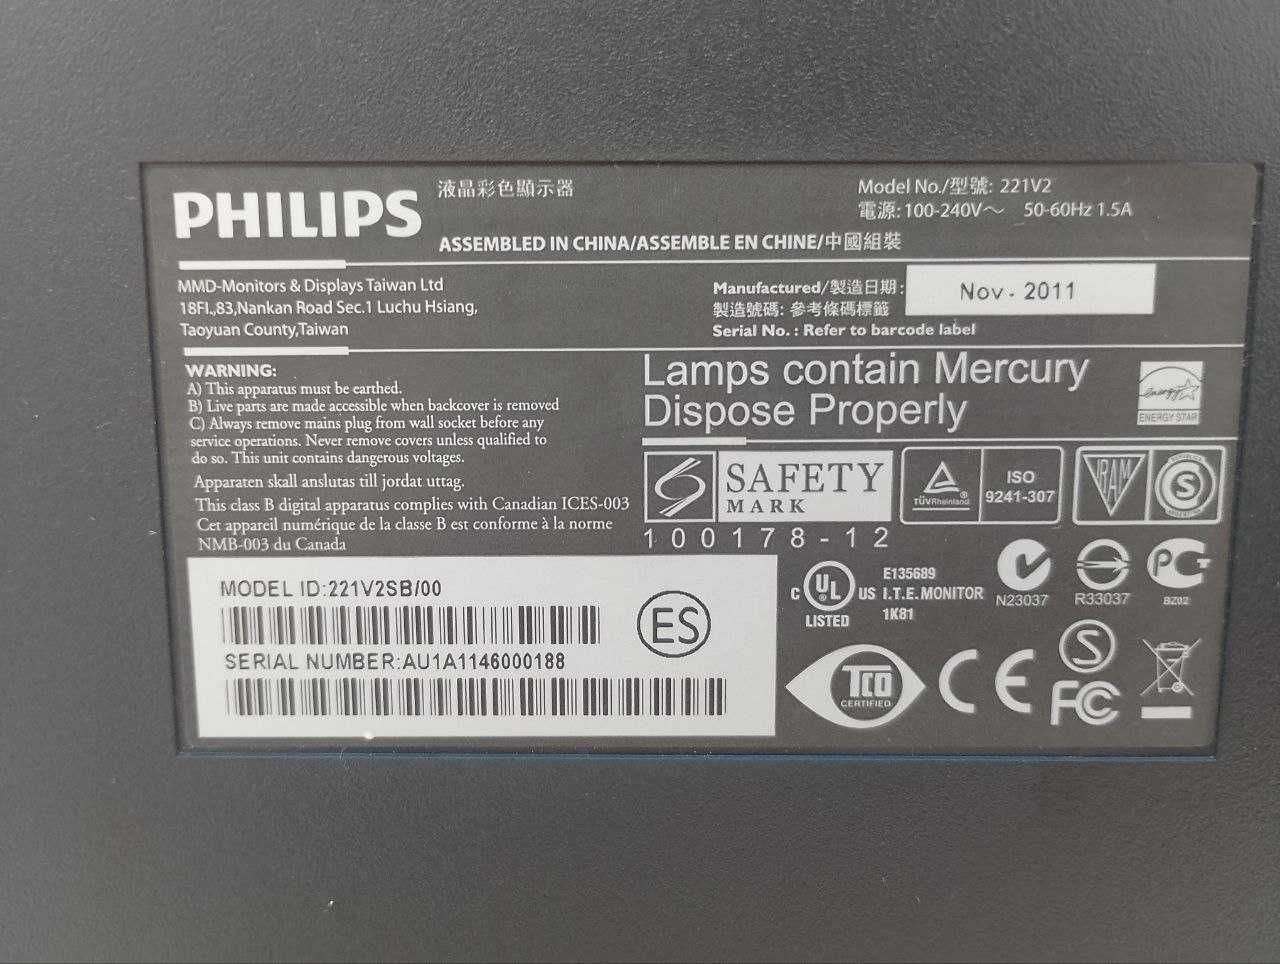 PHILIPS
液晶彩色顯示器
ASSEMBLED IN CHINA/ASSEMBLE EN CHINE/中國組裝
Model No./型號: 221V2
電源: 100-240V～ 50-60Hz 1.5A
MMD-Monitors & Displays Taiwan Ltd
18Fl.,83,Nankan Road Sec.1 Luchu Hsiang,
Taoyuan County,Taiwan
Manufactured/製造日期: Nov - 2011
製造號碼: 參考條碼標籤
Serial No. : Refer to barcode label
WARNING:
A) This apparatus must be earthed.
B) Live parts are made accessible when backcover is removed
C) Always remove mains plug from wall socket before any
service operations. Never remove covers unless qualified to
do so. This unit contains dangerous voltages.
Apparaten skall anslutas till jordat uttag.
This class B digital apparatus complies with Canadian ICES-003
Cet appareil numérique de la classe B est conforme à la norme
NMB-003 du Canada
Lamps contain Mercury
Dispose Properly
energy
ENERGY STAR
SAFETY
MARK
100178-12
TÜVRheinland
ISO
9241-307
IRAM
S
MODEL ID:221V2SB/00
SERIAL NUMBER:AU1A1146000188
ES
C UL US
LISTED
E135689
I.T.E. MONITOR
1K81
N23037
R33037
BZ02
TCO
CERTIFIED
CE
S
FC